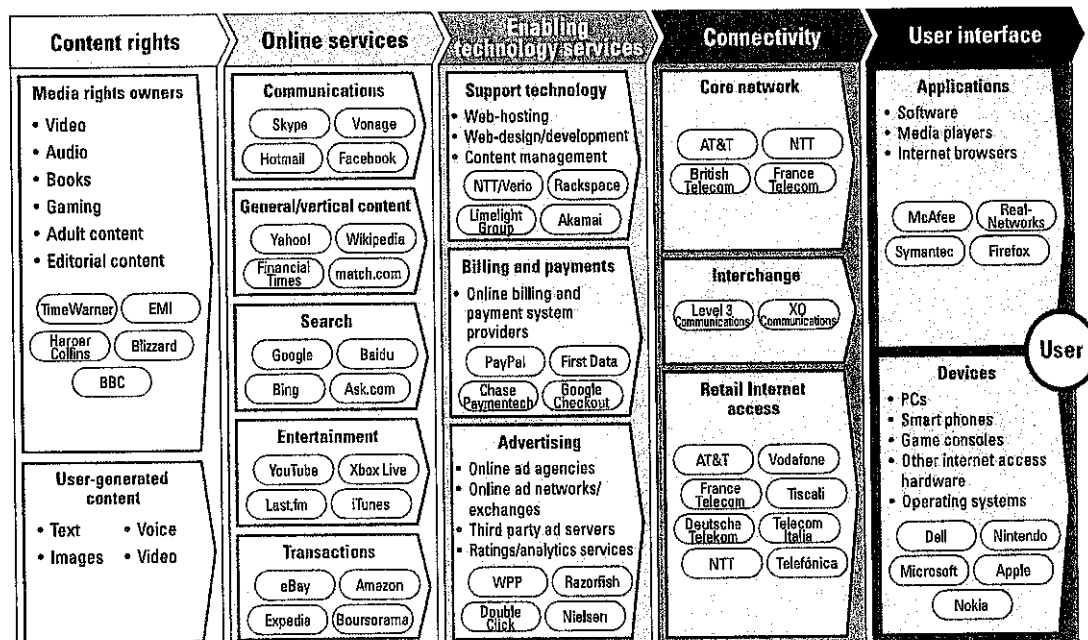 Content rights
Media rights owners
• Video
• Audio
• Books
• Gaming
• Adult content
• Editorial content
TimeWarner
EMI
Harper
Collins
Blizzard
BBC
User-generated
content
• Text
• Voice
• Images
• Video
Online services
Communications
Skype
Vonage
Hotmail
Facebook
General/vertical content
Yahoo!
Wikipedia
Financial
Times
match.com
Search
Google
Baidu
Bing
Ask.com
Entertainment
YouTube
Xbox Live
Last.fm
iTunes
Transactions
eBay
Amazon
Expedia
Boursorama
Enabling
technology services
Support technology
• Web-hosting
• Web-design/development
• Content management
NTT/Verio
Rackspace
Limelight
Group
Akamai
Billing and payments
• Online billing and
payment system
providers
PayPal
First Data
Chase
Paymentech
Google
Checkout
Advertising
• Online ad agencies
• Online ad networks/
exchanges
• Third party ad servers
• Ratings/analytics services
WPP
Razorfish
Double
Click
Nielsen
Connectivity
Core network
AT&T
NTT
British
Telecom
France
Telecom
Interchange
Level 3
Communications
XO
Communications
Retail Internet
access
AT&T
Vodafone
France
Telecom
Tiscali
Deutsche
Telekom
Telecom
Italia
NTT
Telefónica
User interface
Applications
• Software
• Media players
• Internet browsers
McAfee
Real-
Networks
Symantec
Firefox
User
Devices
• PCs
• Smart phones
• Game consoles
• Other internet access
hardware
• Operating systems
Dell
Nintendo
Microsoft
Apple
Nokia